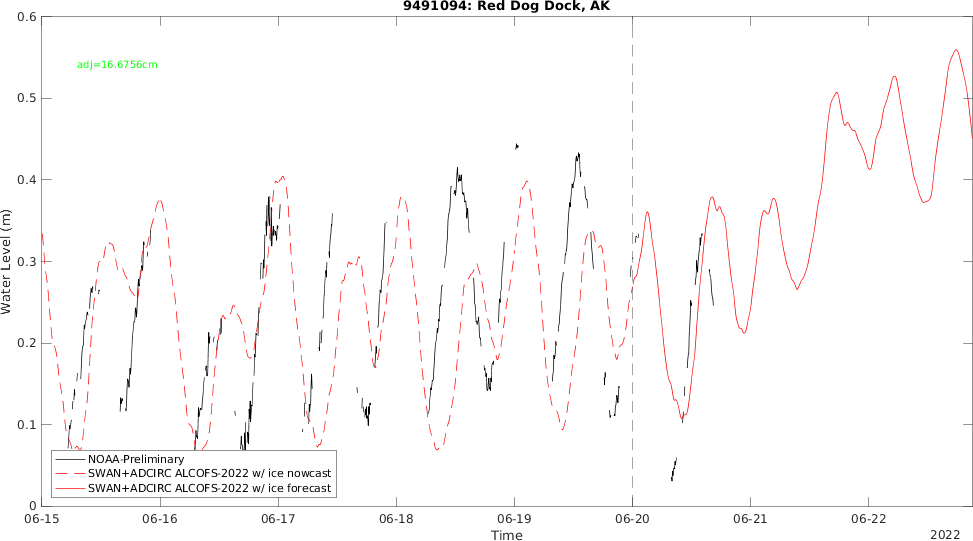 9491094: Red Dog Dock, AK
adj=16.6756cm
Water Level (m)
0.6
0.5
0.4
0.3
0.2
0.1
0
NOAA-Preliminary
SWAN+ADCIRC ALCOFS-2022 w/ ice nowcast
SWAN+ADCIRC ALCOFS-2022 w/ ice forecast
06-15 06-16 06-17 06-18 06-19 06-20 06-21 06-22
Time
2022